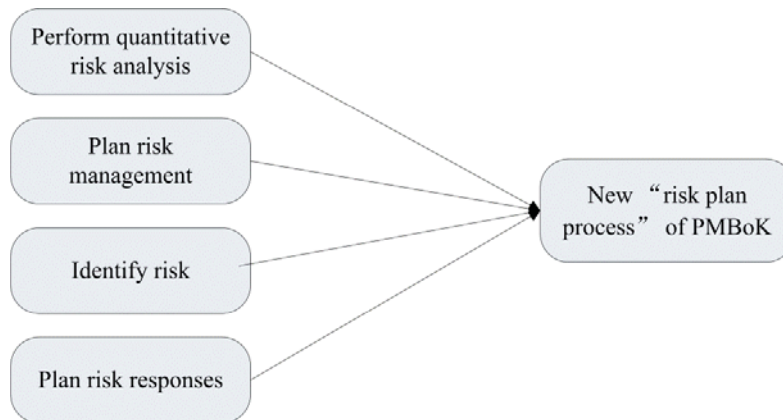 Perform quantitative
risk analysis
Plan risk
management
Identify risk
Plan risk responses
New “risk plan
process” of PMBoK